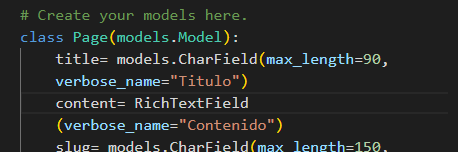 # Create your models here.
class Page(models.Model):
title= models.CharField(max_length=90,
verbose_name="Titulo")
content= RichTextField
(verbose_name="Contenido")
slug= models.CharField(max_length=150,